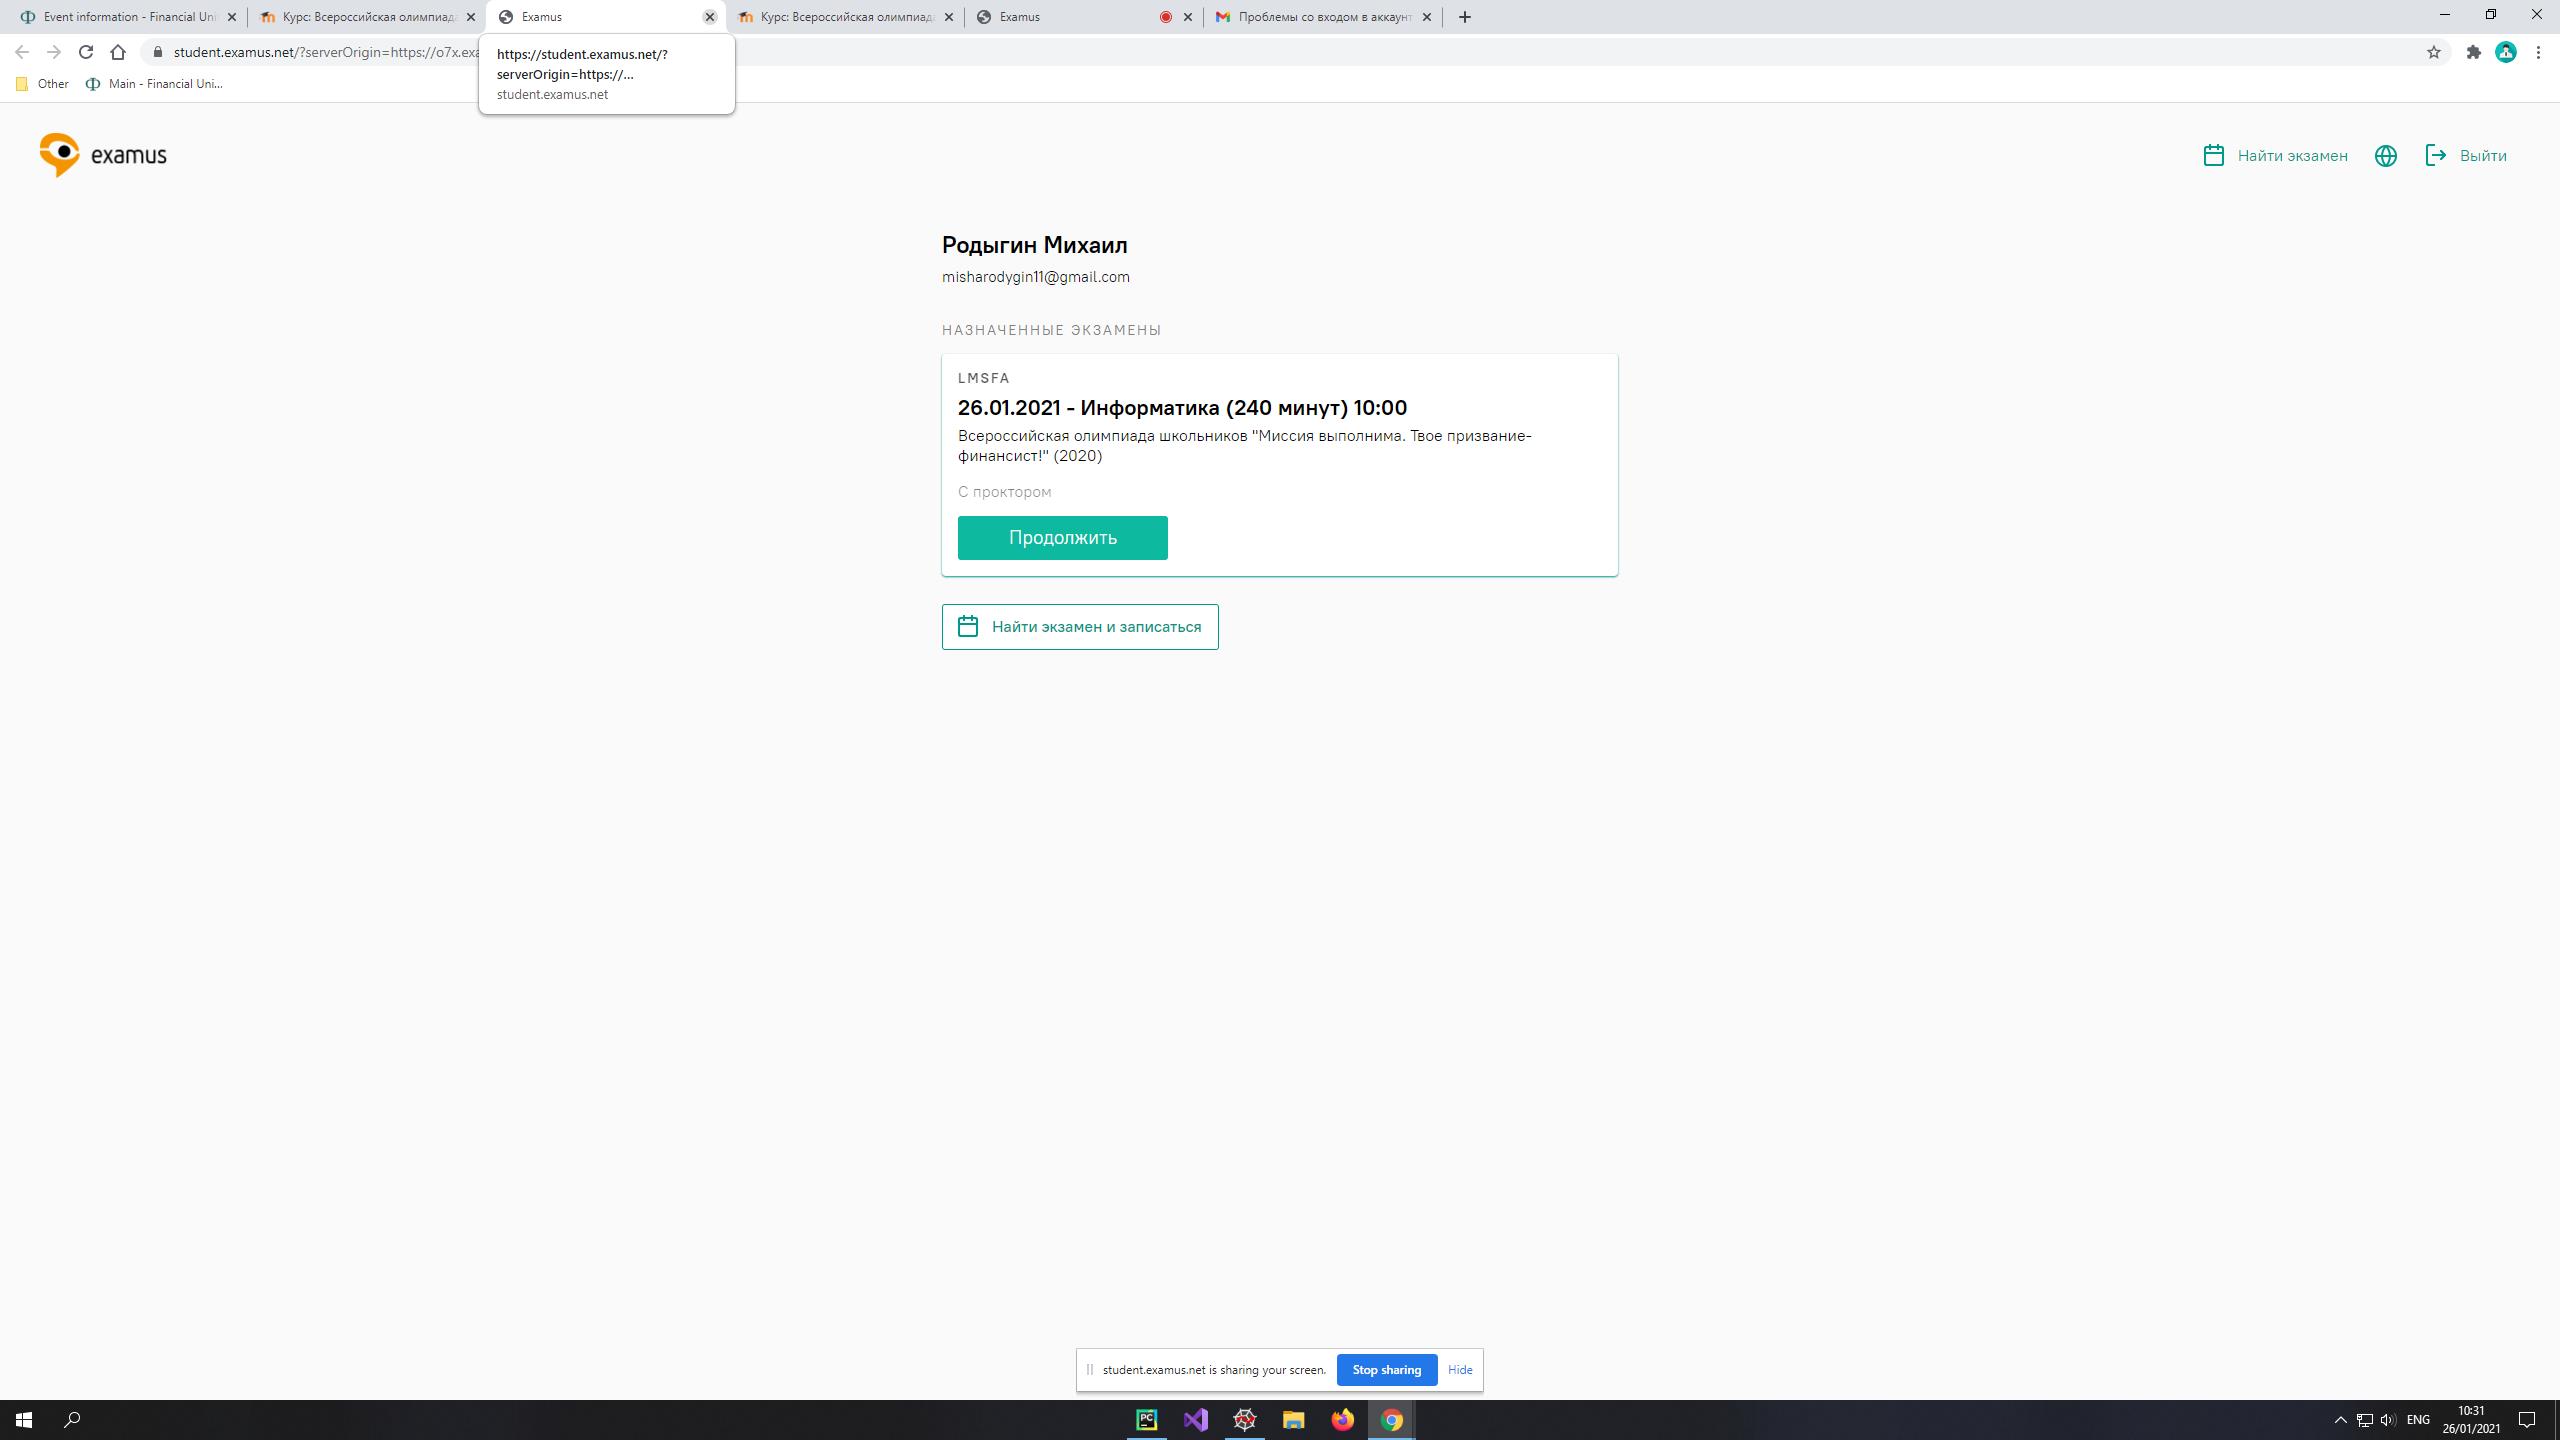 Event information - Financial Uni
Курс: Всероссийская олимпиада
Examus
Курс: Всероссийская олимпиад
Examus
Проблемы со входом в аккаунт
student.examus.net/?serverOrigin=https://o7x.exa
https://student.examus.net/?
serverOrigin=https://...
student.examus.net
Other
Main - Financial Uni...
examus
Найти экзамен
Выйти
Родыгин Михаил
misharodygin11@gmail.com
НАЗНАЧЕННЫЕ ЭКЗАМЕНЫ
LMSFA
26.01.2021 - Информатика (240 минут) 10:00
Всероссийская олимпиада школьников "Миссия выполнима. Твое призвание-
финансист!" (2020)
С проктором
Продолжить
Найти экзамен и записаться
student.examus.net is sharing your screen.
Stop sharing
Hide
PC
ENG
10:31
26/01/2021